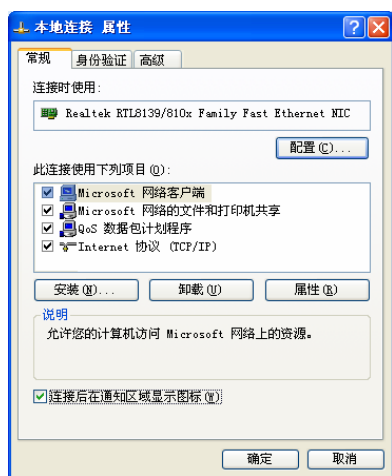 本地连接 属性
常规 身份验证 高级
连接时使用:
Realtek RTL8139/810x Family Fast Ethernet NIC
配置(C)...
此连接使用下列项目(O):
Microsoft 网络客户端
Microsoft 网络的文件和打印机共享
QoS 数据包计划程序
Internet 协议 (TCP/IP)
安装(N)... 卸载(U) 属性(R)
说明
允许您的计算机访问 Microsoft 网络上的资源。
连接后在通知区域显示图标(W)
确定 取消